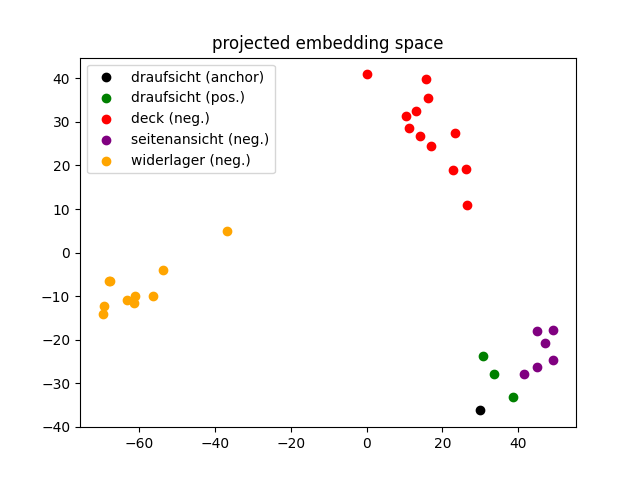 projected embedding space
draufsicht (anchor)
draufsicht (pos.)
deck (neg.)
seitenansicht (neg.)
widerlager (neg.)
40
30
20
10
0
−10
−20
−30
−40
−60 −40 −20 0 20 40